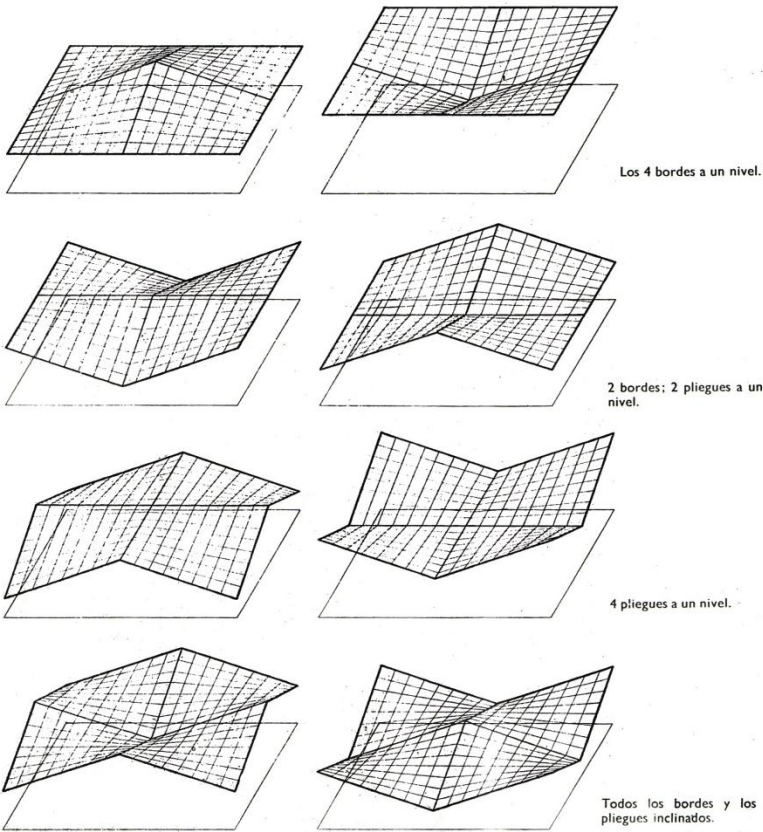 Los 4 bordes a un nivel.
2 bordes; 2 pliegues a un
nivel.
4 pliegues a un nivel.
Todos los bordes y los
pliegues inclinados.